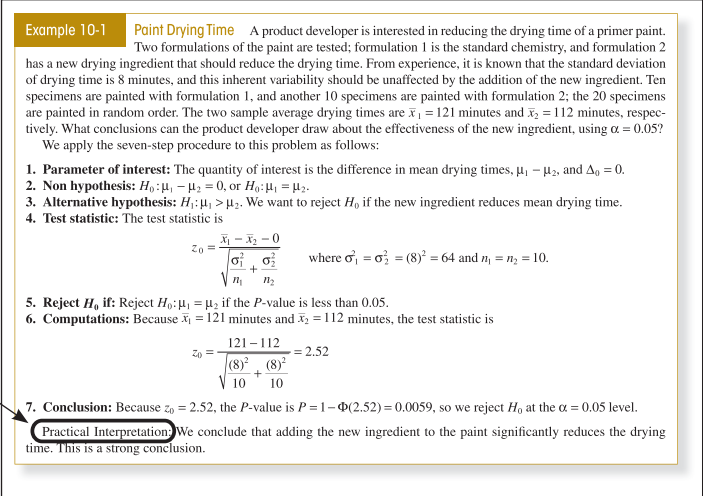 Example 10-1 Paint Drying Time A product developer is interested in reducing the drying time of a primer paint.
Two formulations of the paint are tested; formulation 1 is the standard chemistry, and formulation 2
has a new drying ingredient that should reduce the drying time. From experience, it is known that the standard deviation
of drying time is 8 minutes, and this inherent variability should be unaffected by the addition of the new ingredient. Ten
specimens are painted with formulation 1, and another 10 specimens are painted with formulation 2; the 20 specimens
are painted in random order. The two sample average drying times are x̄₁ = 121 minutes and x̄₂ = 112 minutes, respec-
tively. What conclusions can the product developer draw about the effectiveness of the new ingredient, using α = 0.05?
We apply the seven-step procedure to this problem as follows:
1. Parameter of interest: The quantity of interest is the difference in mean drying times, μ₁ − μ₂, and Δ₀ = 0.
2. Non hypothesis: H₀: μ₁ − μ₂ = 0, or H₀: μ₁ = μ₂.
3. Alternative hypothesis: H₁: μ₁ > μ₂. We want to reject H₀ if the new ingredient reduces mean drying time.
4. Test statistic: The test statistic is
z₀ = (x̄₁ − x̄₂ − 0) / √(σ₁²/n₁ + σ₂²/n₂) where σ₁² = σ₂² = (8)² = 64 and n₁ = n₂ = 10.
5. Reject H₀ if: Reject H₀: μ₁ = μ₂ if the P-value is less than 0.05.
6. Computations: Because x̄₁ = 121 minutes and x̄₂ = 112 minutes, the test statistic is
z₀ = (121 − 112) / √((8)²/10 + (8)²/10) = 2.52
7. Conclusion: Because z₀ = 2.52, the P-value is P = 1 − Φ(2.52) = 0.0059, so we reject H₀ at the α = 0.05 level.
Practical Interpretation: We conclude that adding the new ingredient to the paint significantly reduces the drying
time. This is a strong conclusion.